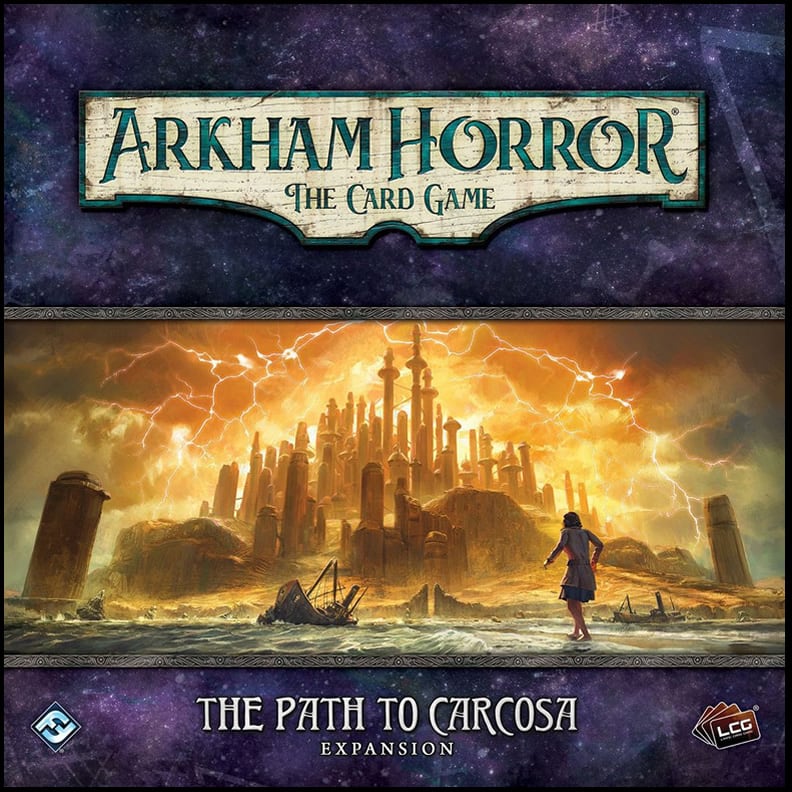 ARKHAM HORROR®
THE CARD GAME
THE PATH TO CARCOSA
EXPANSION
LCG®